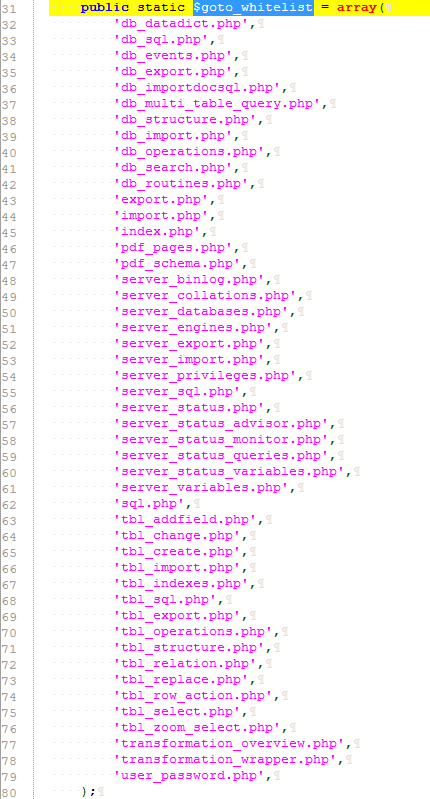 31 public static $goto_whitelist = array(
32 'db_datadict.php',
33 'db_sql.php',
34 'db_events.php',
35 'db_export.php',
36 'db_importdocsql.php',
37 'db_multi_table_query.php',
38 'db_structure.php',
39 'db_import.php',
40 'db_operations.php',
41 'db_search.php',
42 'db_routines.php',
43 'export.php',
44 'import.php',
45 'index.php',
46 'pdf_pages.php',
47 'pdf_schema.php',
48 'server_binlog.php',
49 'server_collations.php',
50 'server_databases.php',
51 'server_engines.php',
52 'server_export.php',
53 'server_import.php',
54 'server_privileges.php',
55 'server_sql.php',
56 'server_status.php',
57 'server_status_advisor.php',
58 'server_status_monitor.php',
59 'server_status_queries.php',
60 'server_status_variables.php',
61 'server_variables.php',
62 'sql.php',
63 'tbl_addfield.php',
64 'tbl_change.php',
65 'tbl_create.php',
66 'tbl_import.php',
67 'tbl_indexes.php',
68 'tbl_sql.php',
69 'tbl_export.php',
70 'tbl_operations.php',
71 'tbl_structure.php',
72 'tbl_relation.php',
73 'tbl_replace.php',
74 'tbl_row_action.php',
75 'tbl_select.php',
76 'tbl_zoom_select.php',
77 'transformation_overview.php',
78 'transformation_wrapper.php',
79 'user_password.php',
80 );